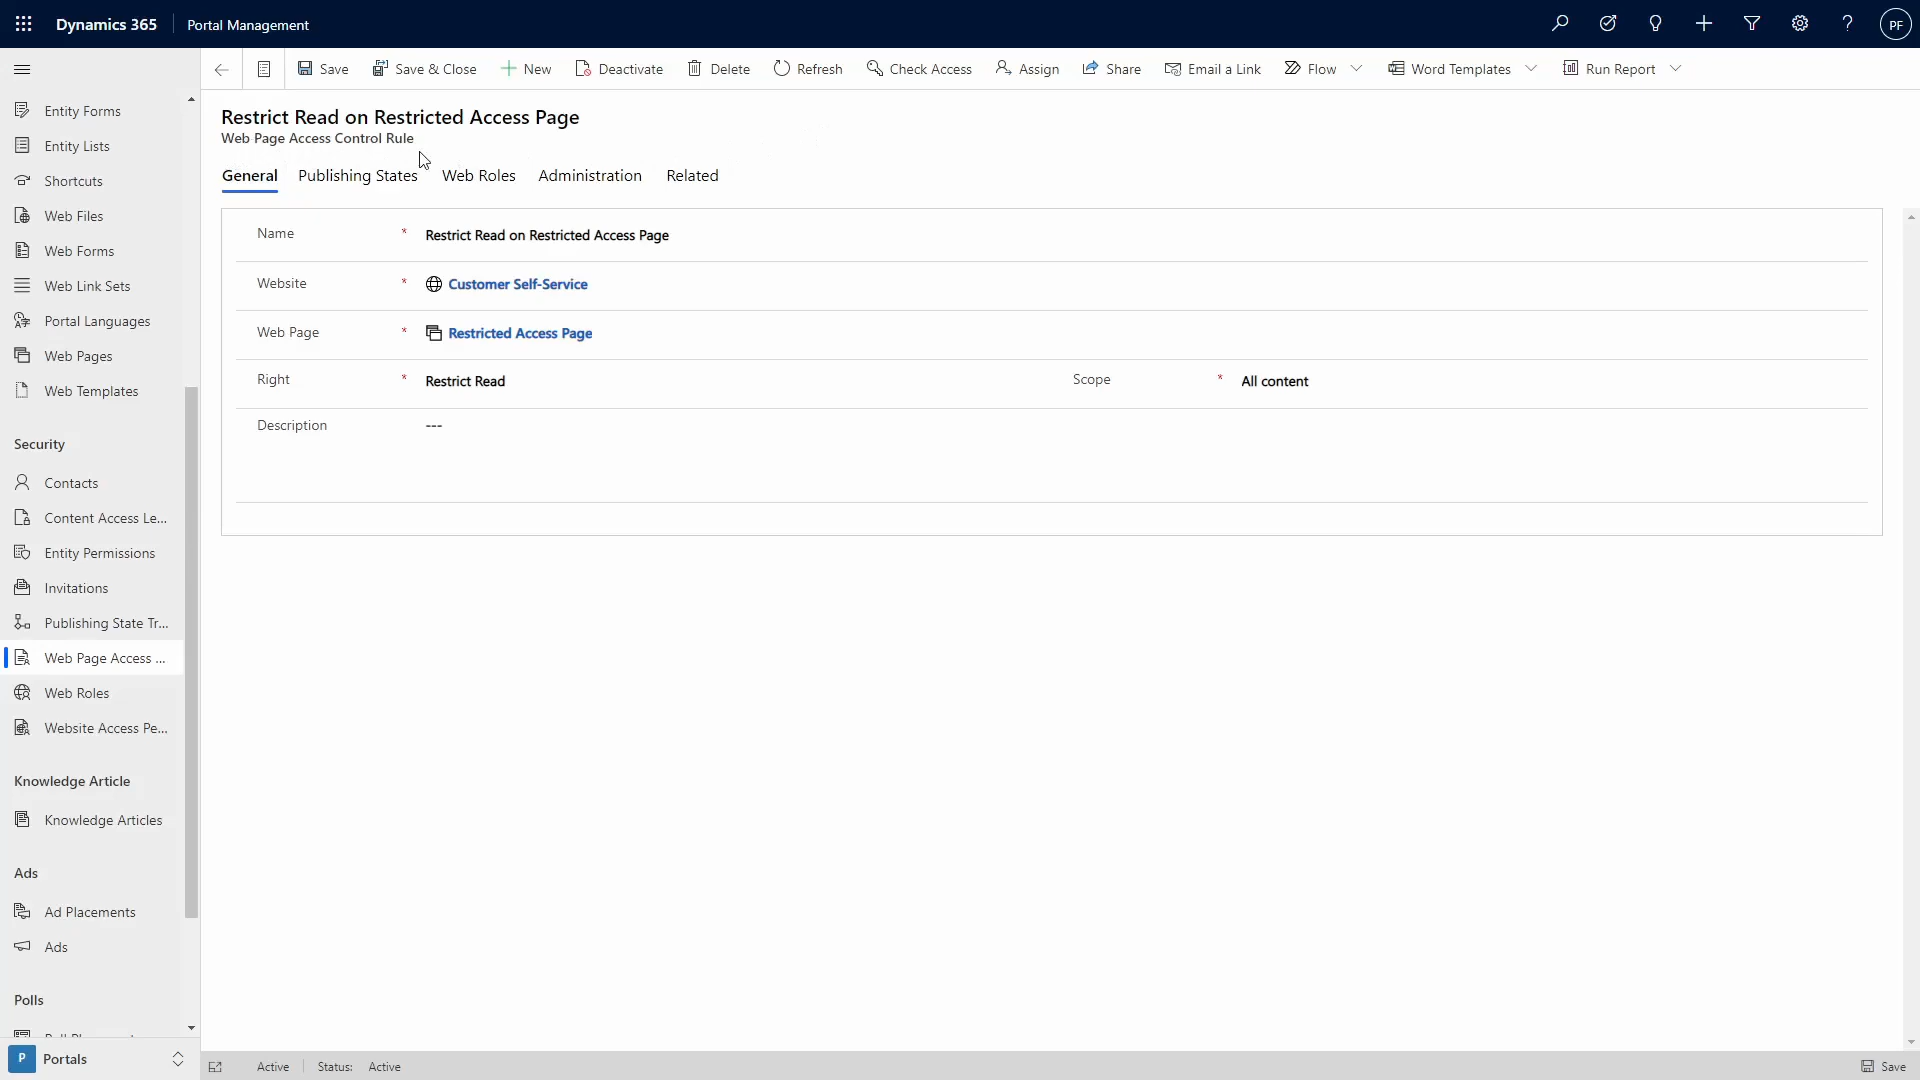 Dynamics 365
Portal Management
PF
Save
Save & Close
New
Deactivate
Delete
Refresh
Check Access
Assign
Share
Email a Link
Flow
Word Templates
Run Report
Entity Forms
Entity Lists
Shortcuts
Web Files
Web Forms
Web Link Sets
Portal Languages
Web Pages
Web Templates
Security
Contacts
Content Access Le...
Entity Permissions
Invitations
Publishing State Tr...
Web Page Access ...
Web Roles
Website Access Pe...
Knowledge Article
Knowledge Articles
Ads
Ad Placements
Ads
Polls
P
Portals
Restrict Read on Restricted Access Page
Web Page Access Control Rule
General
Publishing States
Web Roles
Administration
Related
Name * Restrict Read on Restricted Access Page
Website * Customer Self-Service
Web Page * Restricted Access Page
Right * Restrict Read
Scope * All content
Description ---
Active
Status: Active
Save